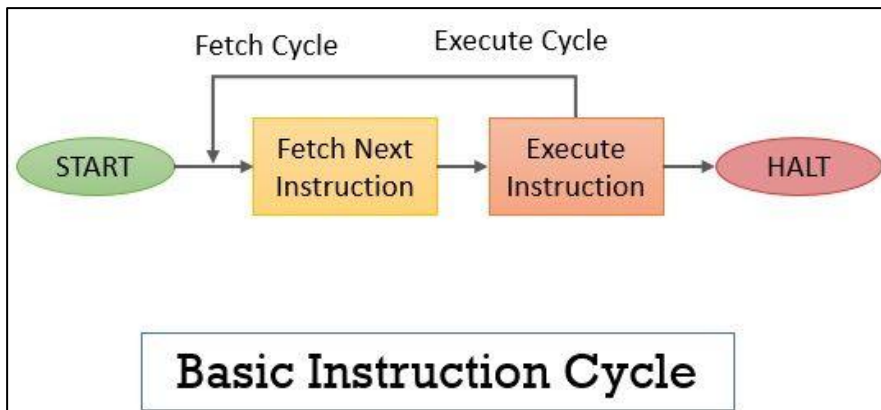 Fetch Cycle
Execute Cycle
START
Fetch Next
Instruction
Execute
Instruction
HALT
Basic Instruction Cycle